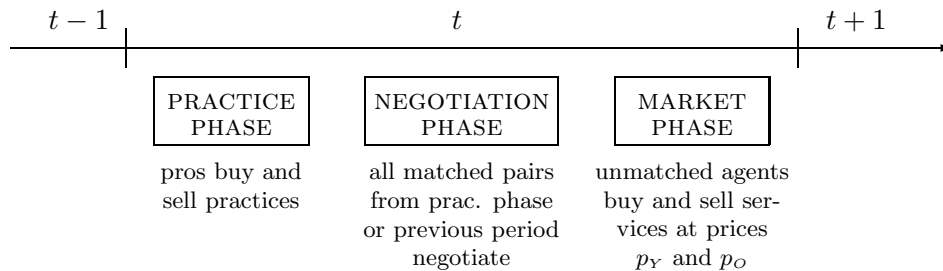 t − 1
t
t + 1
PRACTICE
PHASE
NEGOTIATION
PHASE
MARKET
PHASE
pros buy and
sell practices
all matched pairs
from prac. phase
or previous period
negotiate
unmatched agents
buy and sell ser-
vices at prices
p_Y and p_O